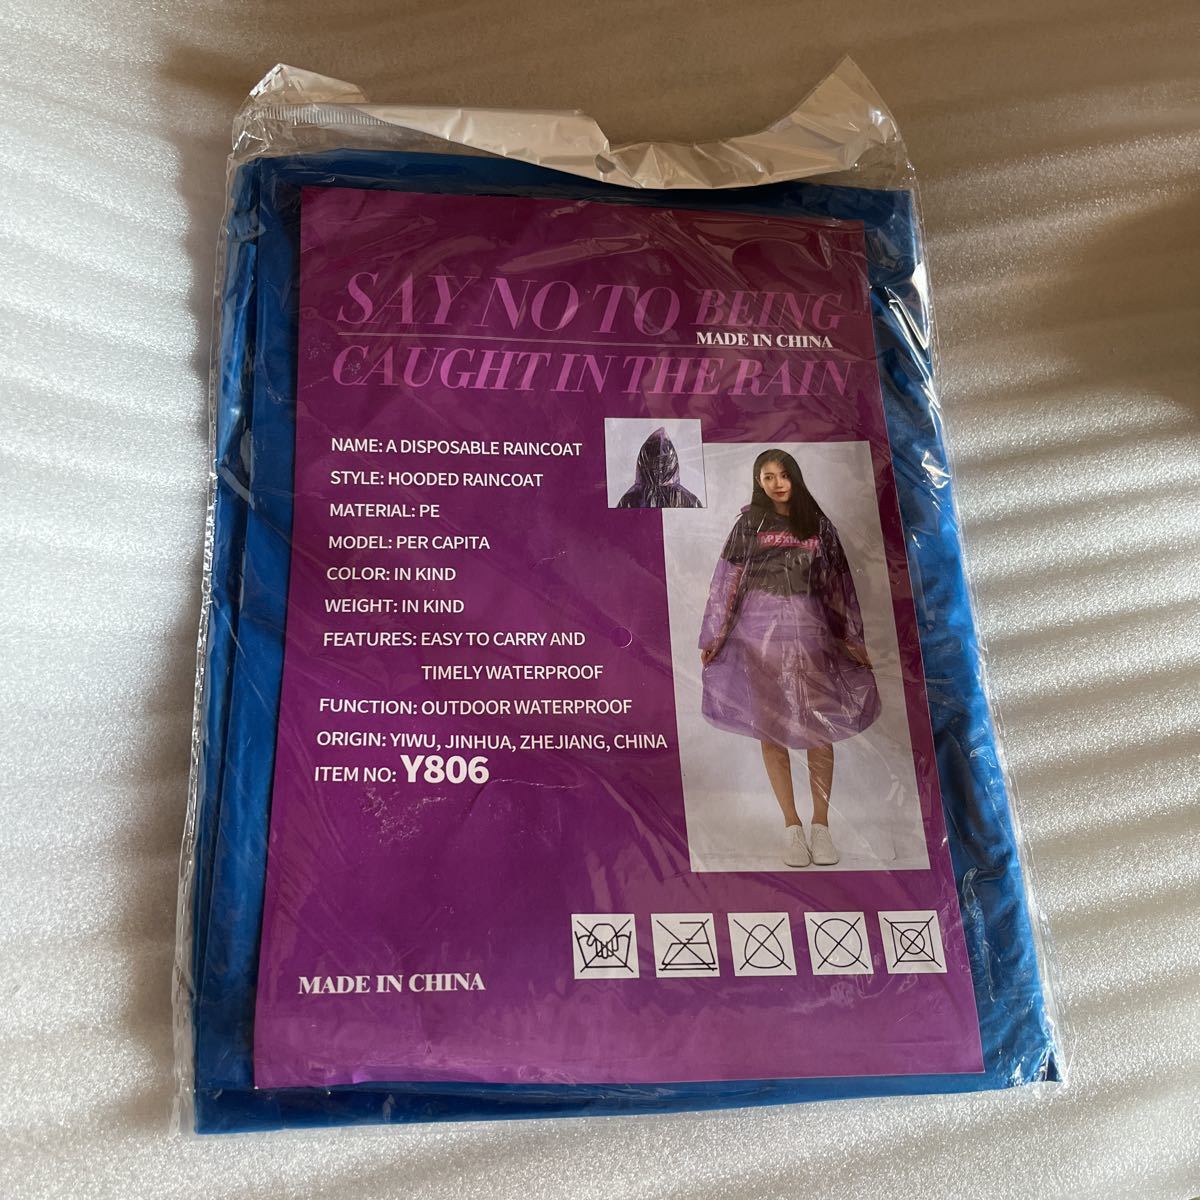 SAY NO TO BEING
MADE IN CHINA
CAUGHT IN THE RAIN
NAME: A DISPOSABLE RAINCOAT
STYLE: HOODED RAINCOAT
MATERIAL: PE
MODEL: PER CAPITA
COLOR: IN KIND
WEIGHT: IN KIND
FEATURES: EASY TO CARRY AND
TIMELY WATERPROOF
FUNCTION: OUTDOOR WATERPROOF
ORIGIN: YIWU, JINHUA, ZHEJIANG, CHINA
ITEM NO: Y806
MADE IN CHINA